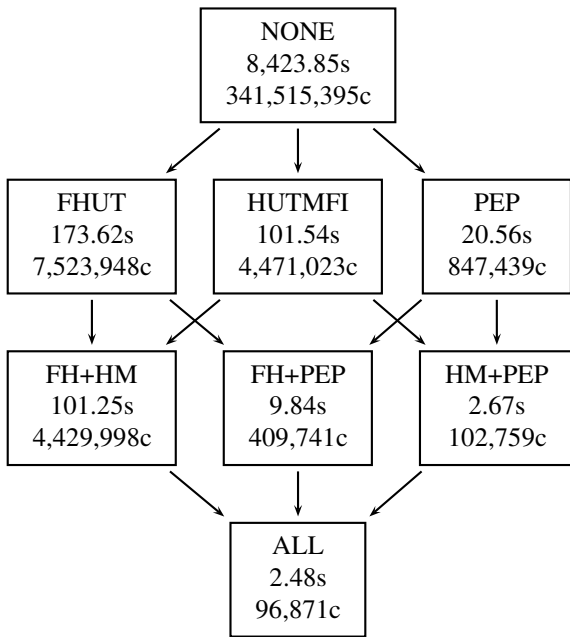 NONE
8,423.85s
341,515,395c
FHUT
173.62s
7,523,948c
HUTMFI
101.54s
4,471,023c
PEP
20.56s
847,439c
FH+HM
101.25s
4,429,998c
FH+PEP
9.84s
409,741c
HM+PEP
2.67s
102,759c
ALL
2.48s
96,871c